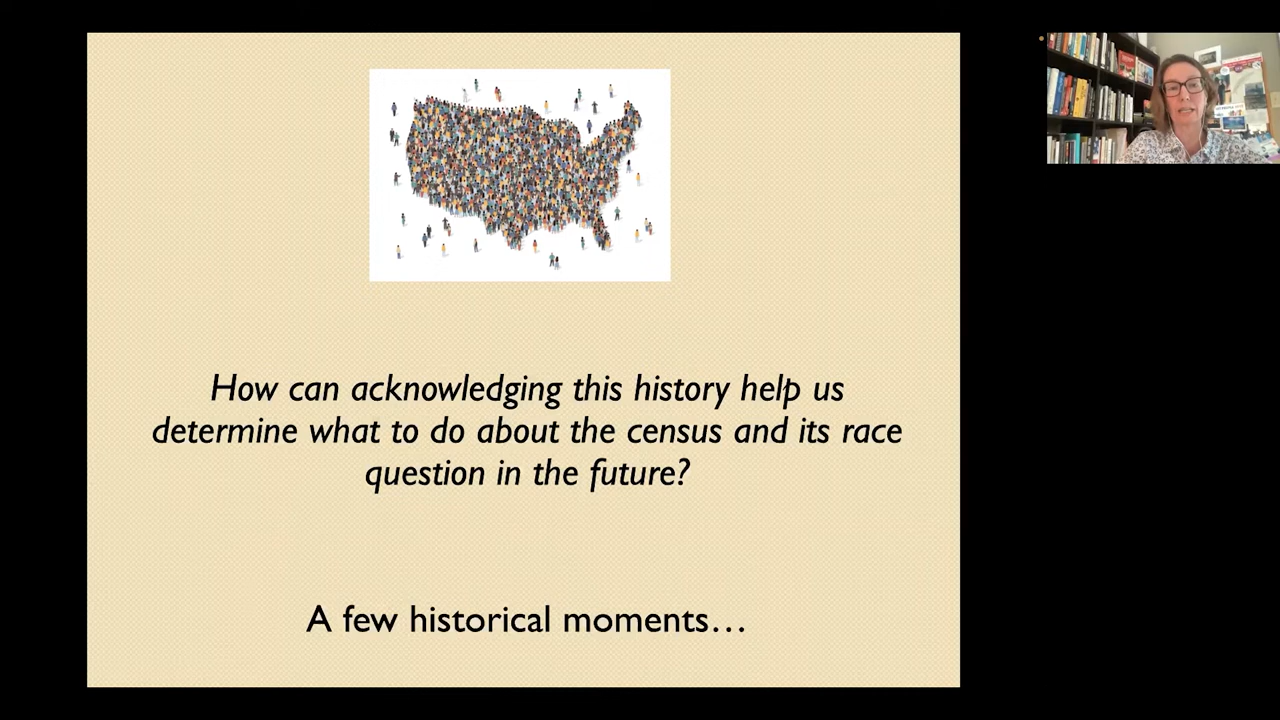 How can acknowledging this history help us
determine what to do about the census and its race
question in the future?
A few historical moments…